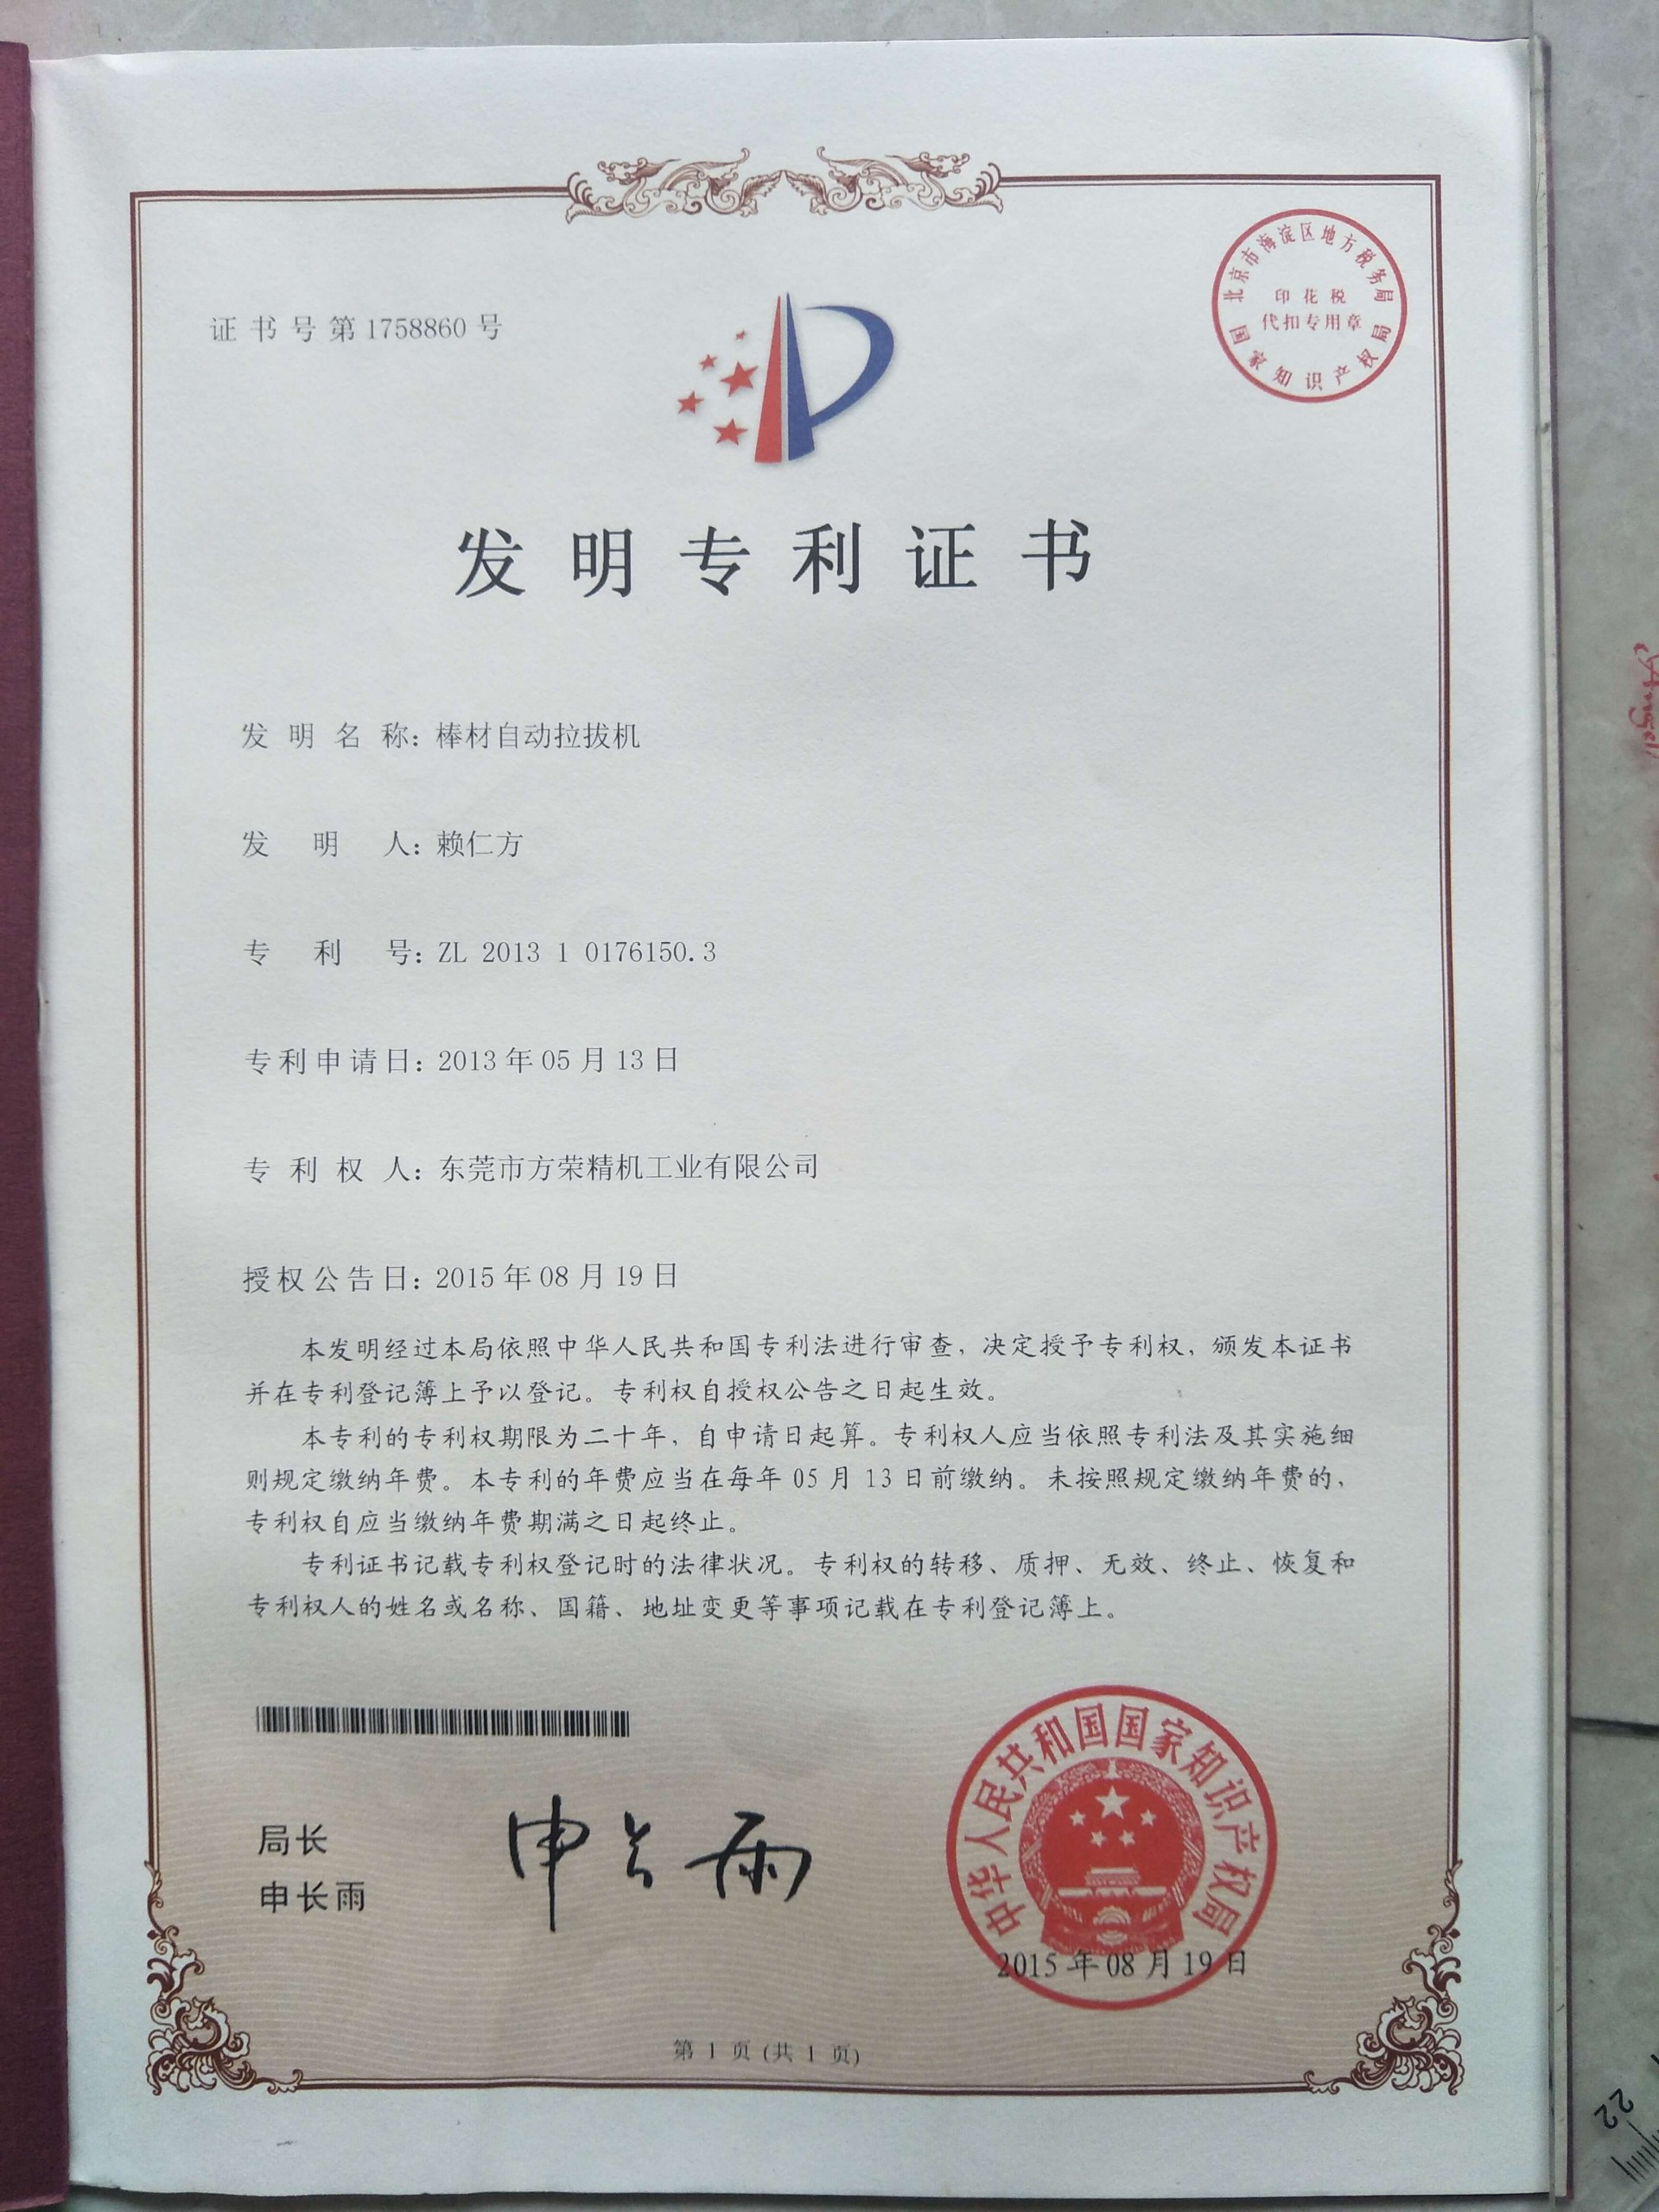 证书号第1758860号
北京市海淀区地方税务局
印花税
代扣专用章
国家知识产权局
发明专利证书
发明名称：棒材自动拉拔机
发明人：赖仁方
专利号：ZL 2013 1 0176150.3
专利申请日：2013年05月13日
专利权人：东莞市方荣精机工业有限公司
授权公告日：2015年08月19日
本发明经过本局依照中华人民共和国专利法进行审查，决定授予专利权，颁发本证书
并在专利登记簿上予以登记。专利权自授权公告之日起生效。
本专利的专利权期限为二十年，自申请日起算。专利权人应当依照专利法及其实施细
则规定缴纳年费。本专利的年费应当在每年05月13日前缴纳。未按照规定缴纳年费的，
专利权自应当缴纳年费期满之日起终止。
专利证书记载专利权登记时的法律状况。专利权的转移、质押、无效、终止、恢复和
专利权人的姓名或名称、国籍、地址变更等事项记载在专利登记簿上。
局长
申长雨
申长雨
中华人民共和国国家知识产权局
2015年08月19日
第1页(共1页)
Angel
22